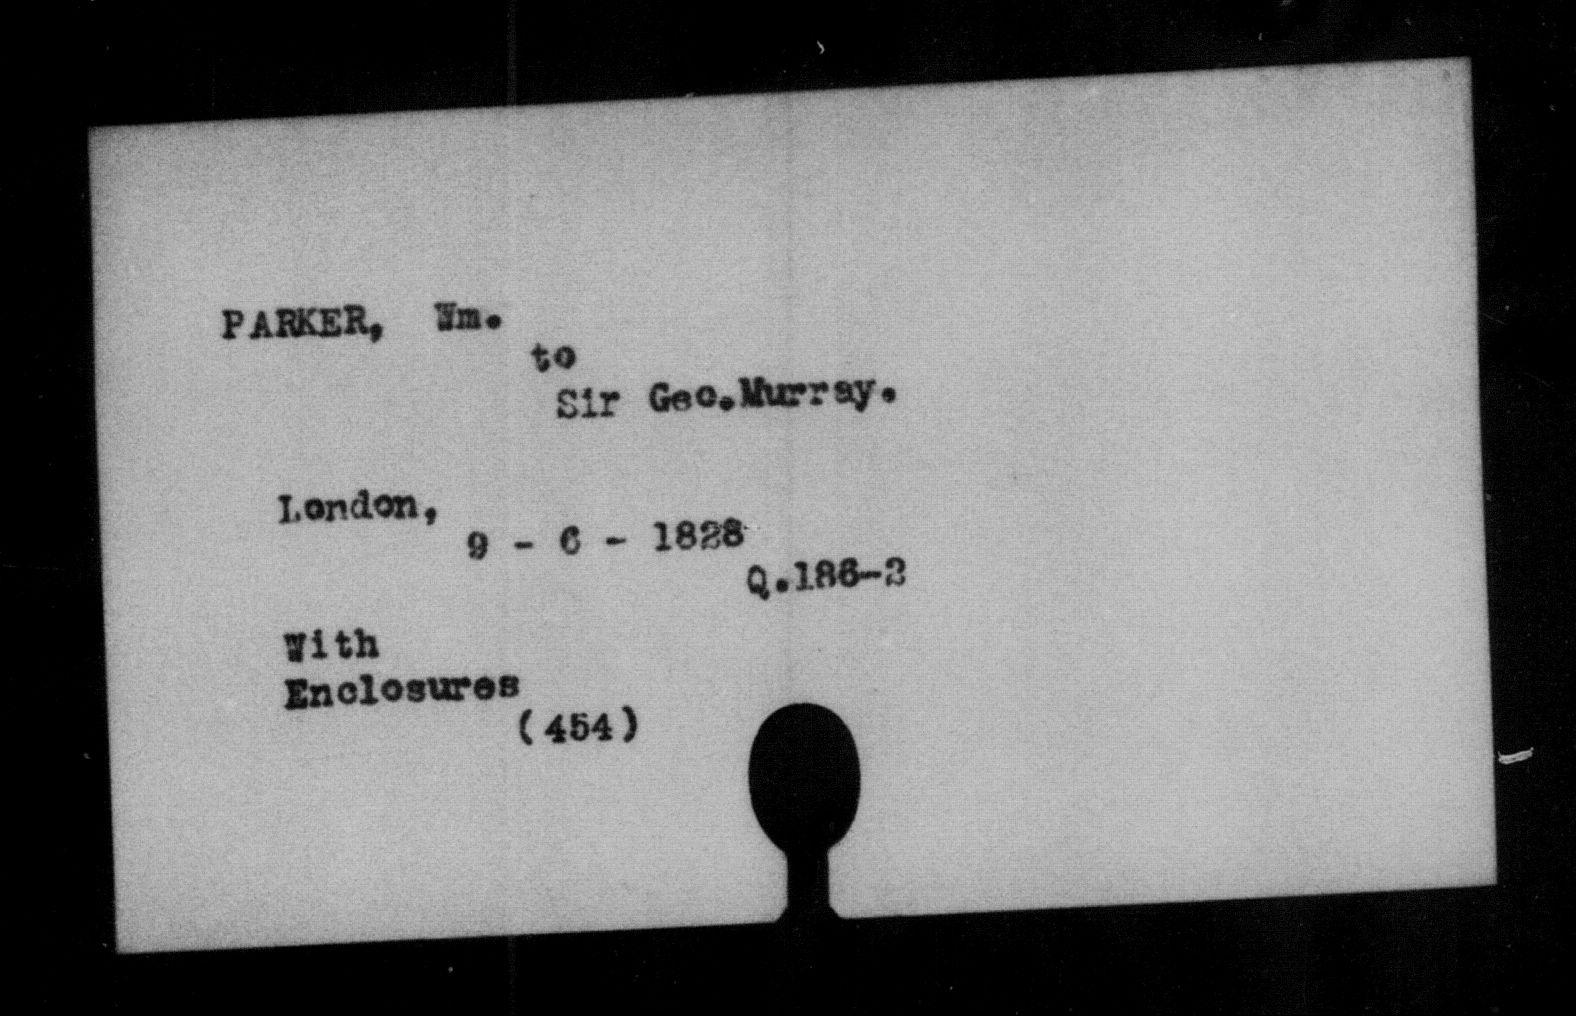 PARKER, Wm.
to
Sir Geo.Murray.
London,
9 - 6 - 1828
Q.186-2
With
Enclosures
(454)